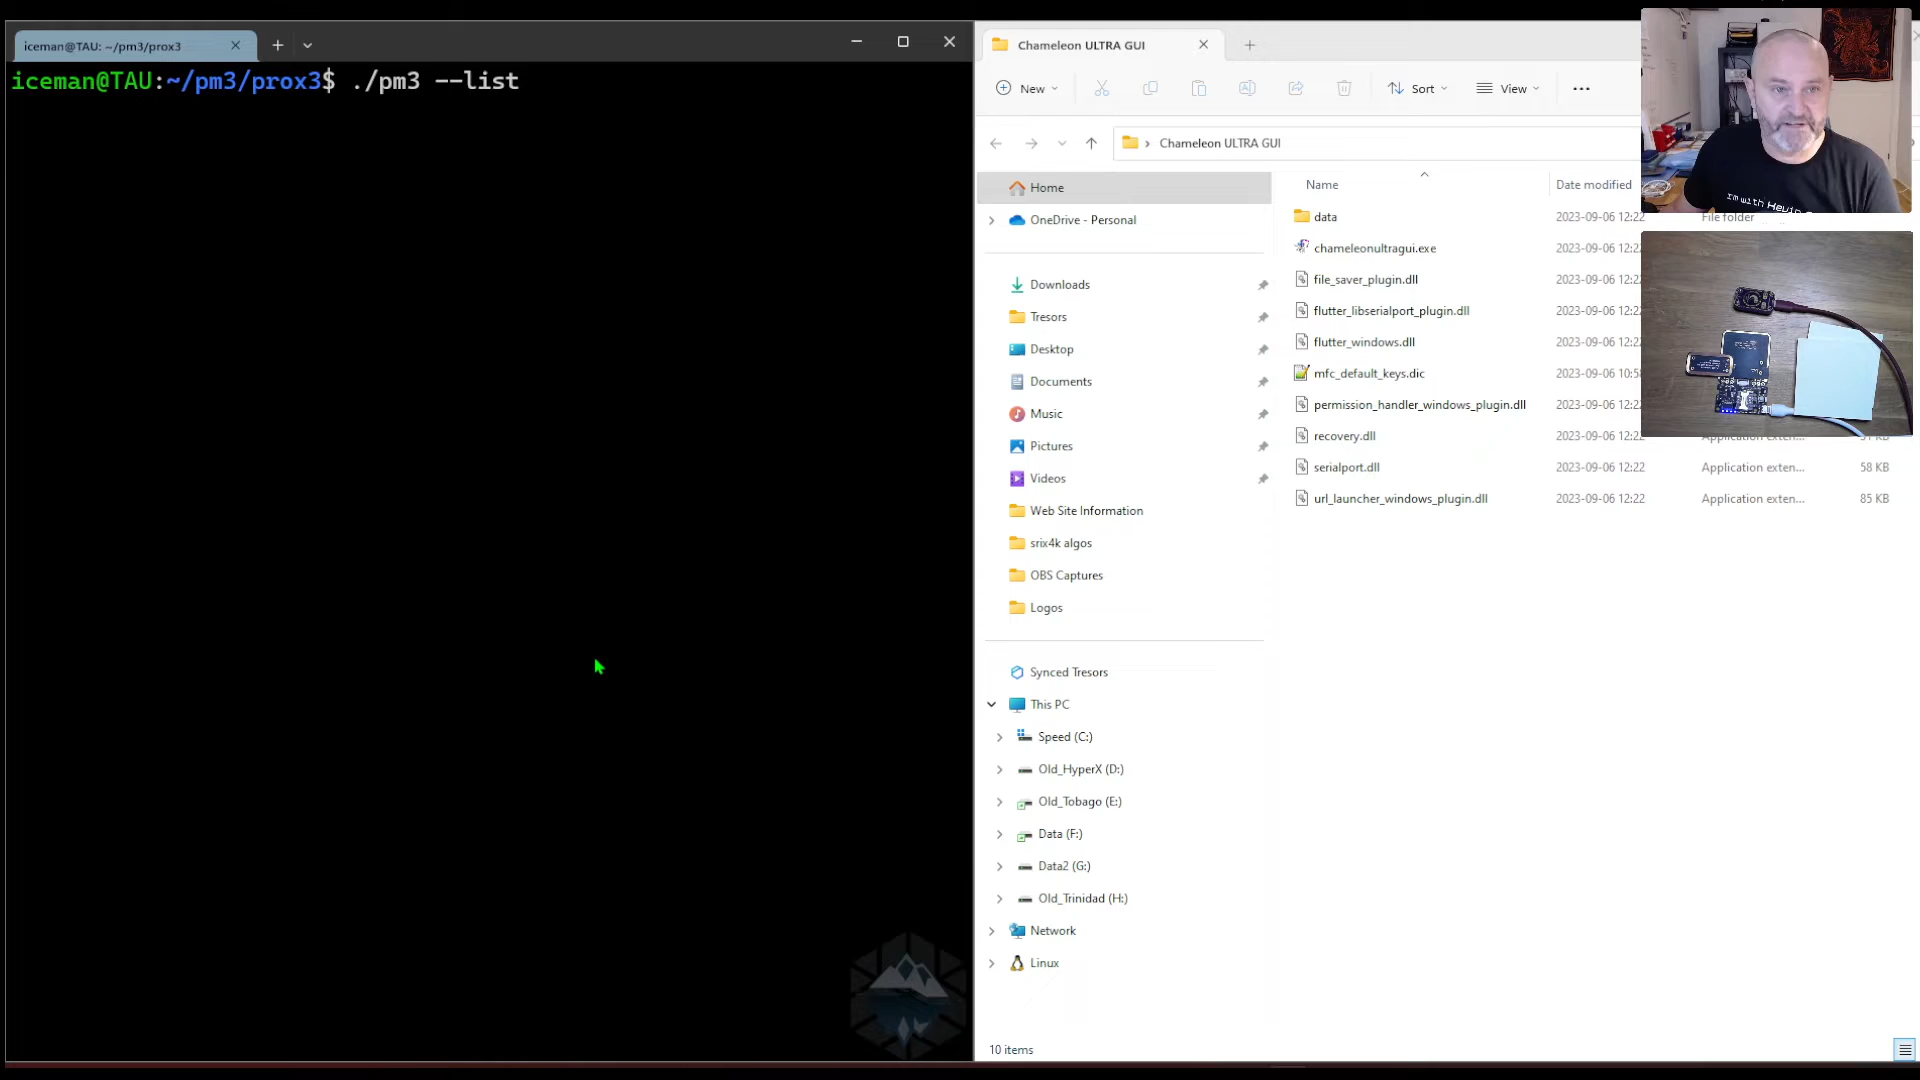 iceman@TAU: ~/pm3/prox3
iceman@TAU:~/pm3/prox3$ ./pm3 --list
Chameleon ULTRA GUI
New
Sort
View
Chameleon ULTRA GUI
Home
OneDrive - Personal
Downloads
Tresors
Desktop
Documents
Music
Pictures
Videos
Web Site Information
srix4k algos
OBS Captures
Logos
Synced Tresors
This PC
Speed (C:)
Old_HyperX (D:)
Old_Tobago (E:)
Data (F:)
Data2 (G:)
Old_Trinidad (H:)
Network
Linux
Name Date modified
data 2023-09-06 12:22 File folder
chameleonultragui.exe 2023-09-06 12:22
file_saver_plugin.dll 2023-09-06 12:22
flutter_libserialport_plugin.dll 2023-09-06 12:22
flutter_windows.dll 2023-09-06 12:22
mfc_default_keys.dic 2023-09-06 10:58
permission_handler_windows_plugin.dll 2023-09-06 12:22
recovery.dll 2023-09-06 12:22 Application exten...
serialport.dll 2023-09-06 12:22 Application exten... 58 KB
url_launcher_windows_plugin.dll 2023-09-06 12:22 Application exten... 85 KB
10 items
I'm with Kevin